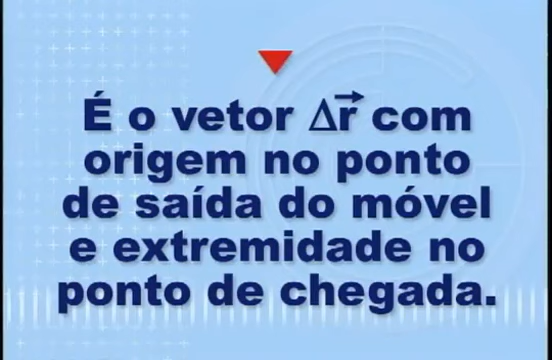 É o vetor Δr⃗ com
origem no ponto
de saída do móvel
e extremidade no
ponto de chegada.